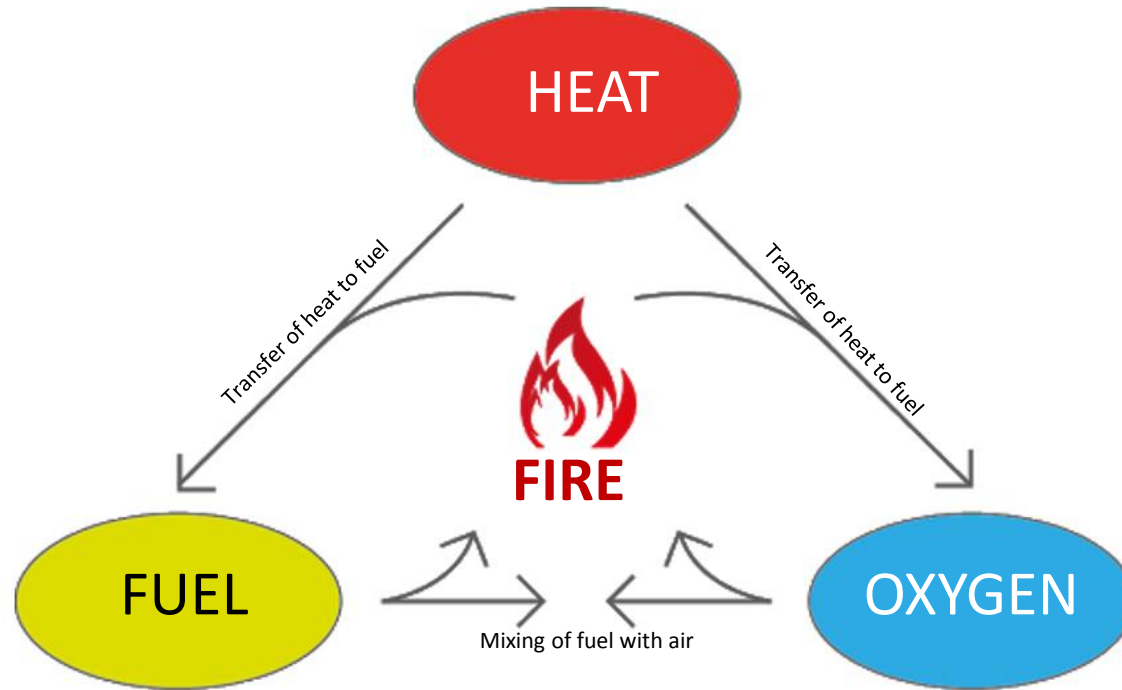 HEAT
Transfer of heat to fuel
Transfer of heat to fuel
FIRE
FUEL
OXYGEN
Mixing of fuel with air